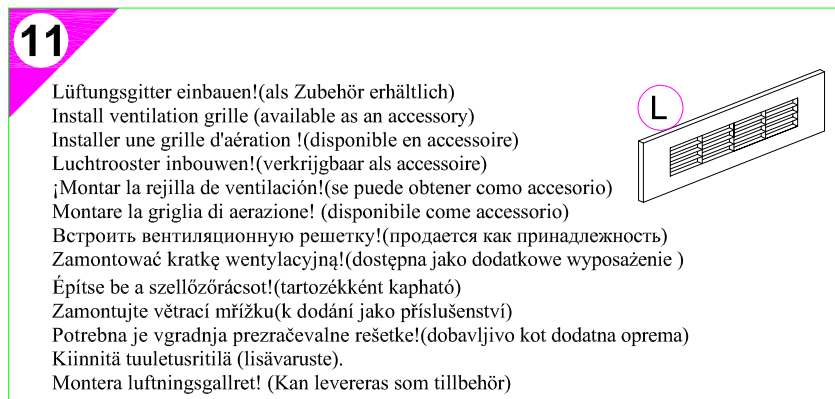 11
Lüftungsgitter einbauen!(als Zubehör erhältlich)
Install ventilation grille (available as an accessory)
Installer une grille d'aération !(disponible en accessoire)
Luchtrooster inbouwen!(verkrijgbaar als accessoire)
¡Montar la rejilla de ventilación!(se puede obtener como accesorio)
Montare la griglia di aerazione! (disponibile come accessorio)
Встроить вентиляционную решетку!(продается как принадлежность)
Zamontować kratkę wentylacyjną!(dostępna jako dodatkowe wyposażenie )
Építse be a szellőzőrácsot!(tartozékként kapható)
Zamontujte větrací mřížku(k dodání jako příslušenství)
Potrebna je vgradnja prezračevalne rešetke!(dobavljivo kot dodatna oprema)
Kiinnitä tuuletusritilä (lisävaruste).
Montera luftningsgallret! (Kan levereras som tillbehör)
L